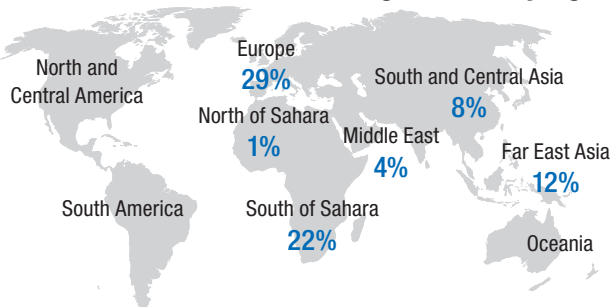 Europe
29%
North and
Central America
South and Central Asia
8%
North of Sahara
1%
Middle East
4%
Far East Asia
12%
South America
South of Sahara
22%
Oceania